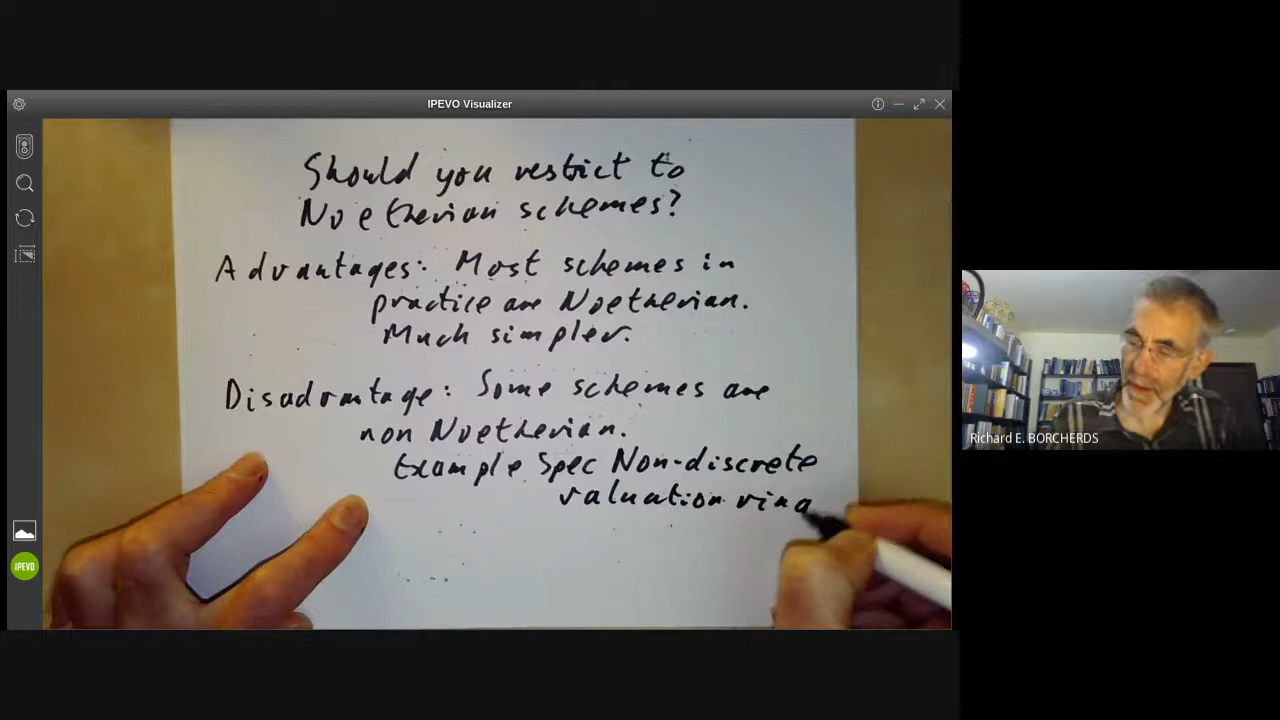 IPEVO Visualizer
Should you restrict to
Noetherian schemes?
Advantages: Most schemes in
practice are Noetherian.
Much simpler.
Disadvantage: Some schemes are
non Noetherian.
Example Spec Non-discrete
valuation ring
Richard E. BORCHERDS
IPEVO